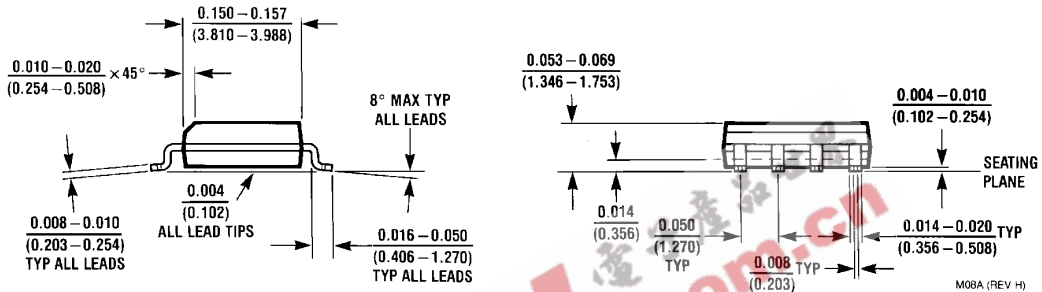 0.150 – 0.157
(3.810 – 3.988)
0.010 – 0.020
(0.254 – 0.508)
×45°
8° MAX TYP
ALL LEADS
0.004
(0.102)
ALL LEAD TIPS
0.008 – 0.010
(0.203 – 0.254)
TYP ALL LEADS
0.016 – 0.050
(0.406 – 1.270)
TYP ALL LEADS
0.053 – 0.069
(1.346 – 1.753)
0.004 – 0.010
(0.102 – 0.254)
SEATING
PLANE
0.014
(0.356)
0.050
(1.270)
TYP
0.014 – 0.020 TYP
(0.356 – 0.508)
0.008 TYP
(0.203)
M08A (REV H)
om.cn